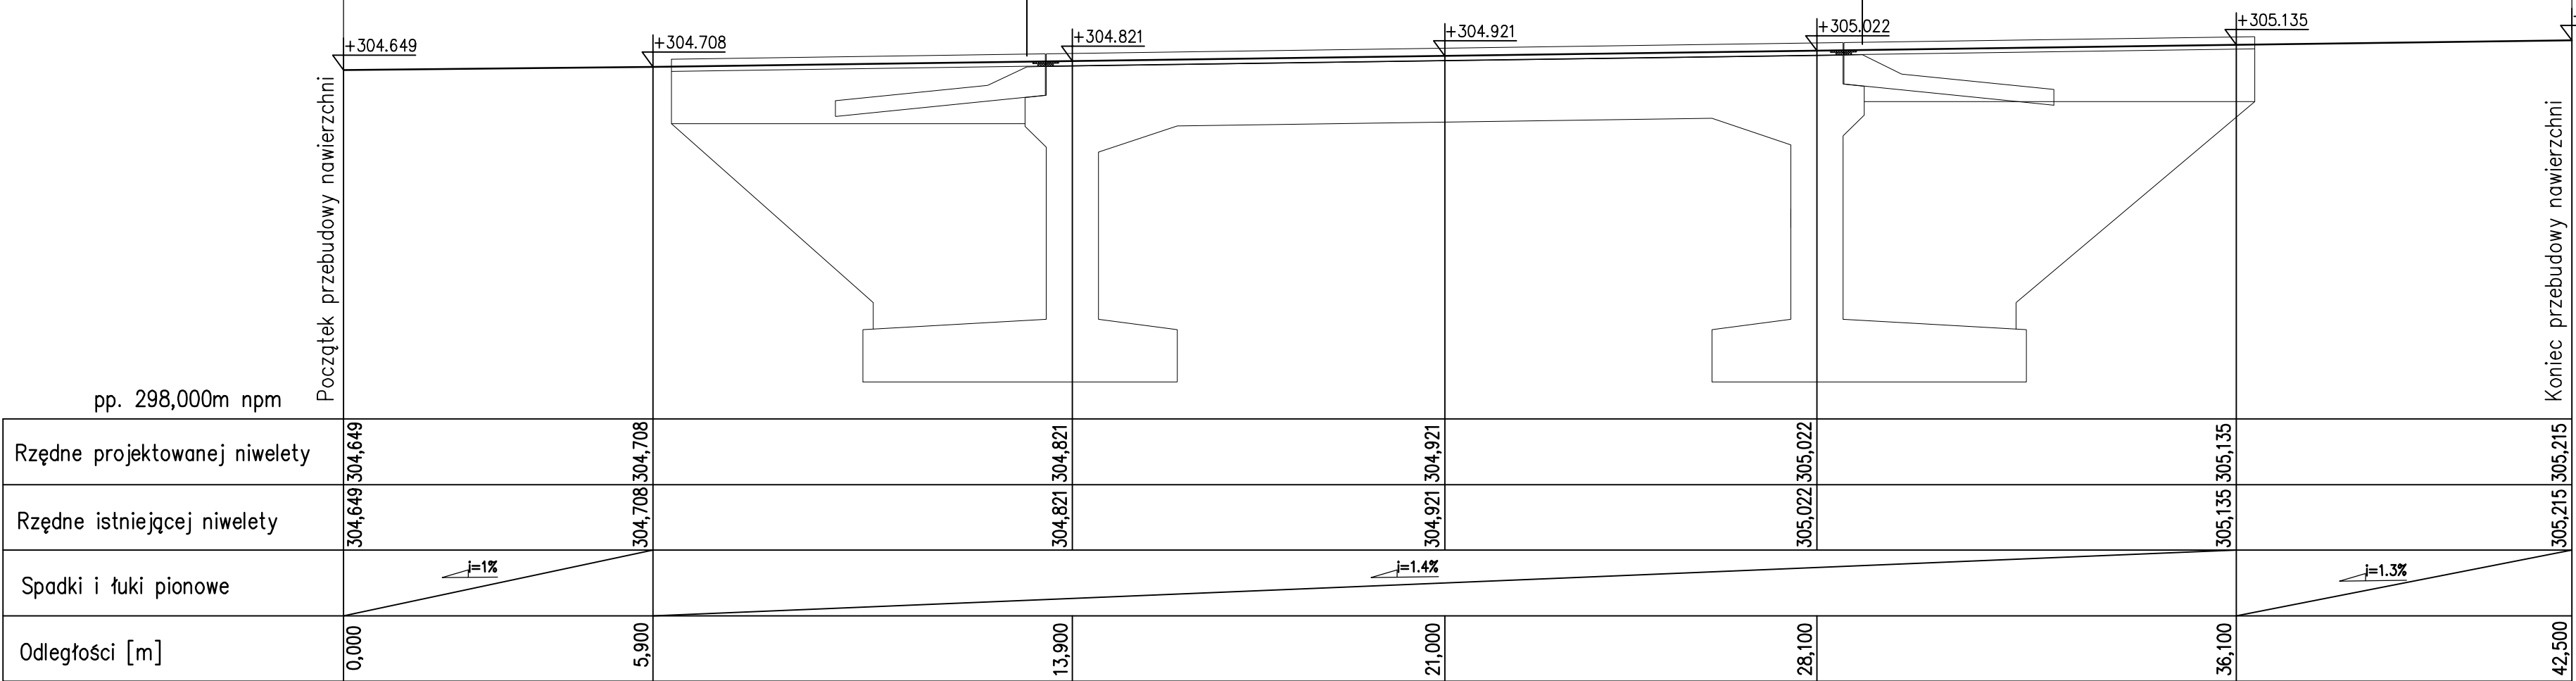 +304.649
+304.708
+304.821
+304.921
+305.022
+305.135
Początek przebudowy nawierzchni
Koniec przebudowy nawierzchni
pp. 298,000m npm
Rzędne projektowanej niwelety 304,649 304,708 304,821 304,921 305,022 305,135 305,215
Rzędne istniejącej niwelety 304,649 304,708 304,821 304,921 305,022 305,135 305,215
Spadki i łuki pionowe i=1% i=1.4% i=1.3%
Odległości [m] 0,000 5,900 13,900 21,000 28,100 36,100 42,500